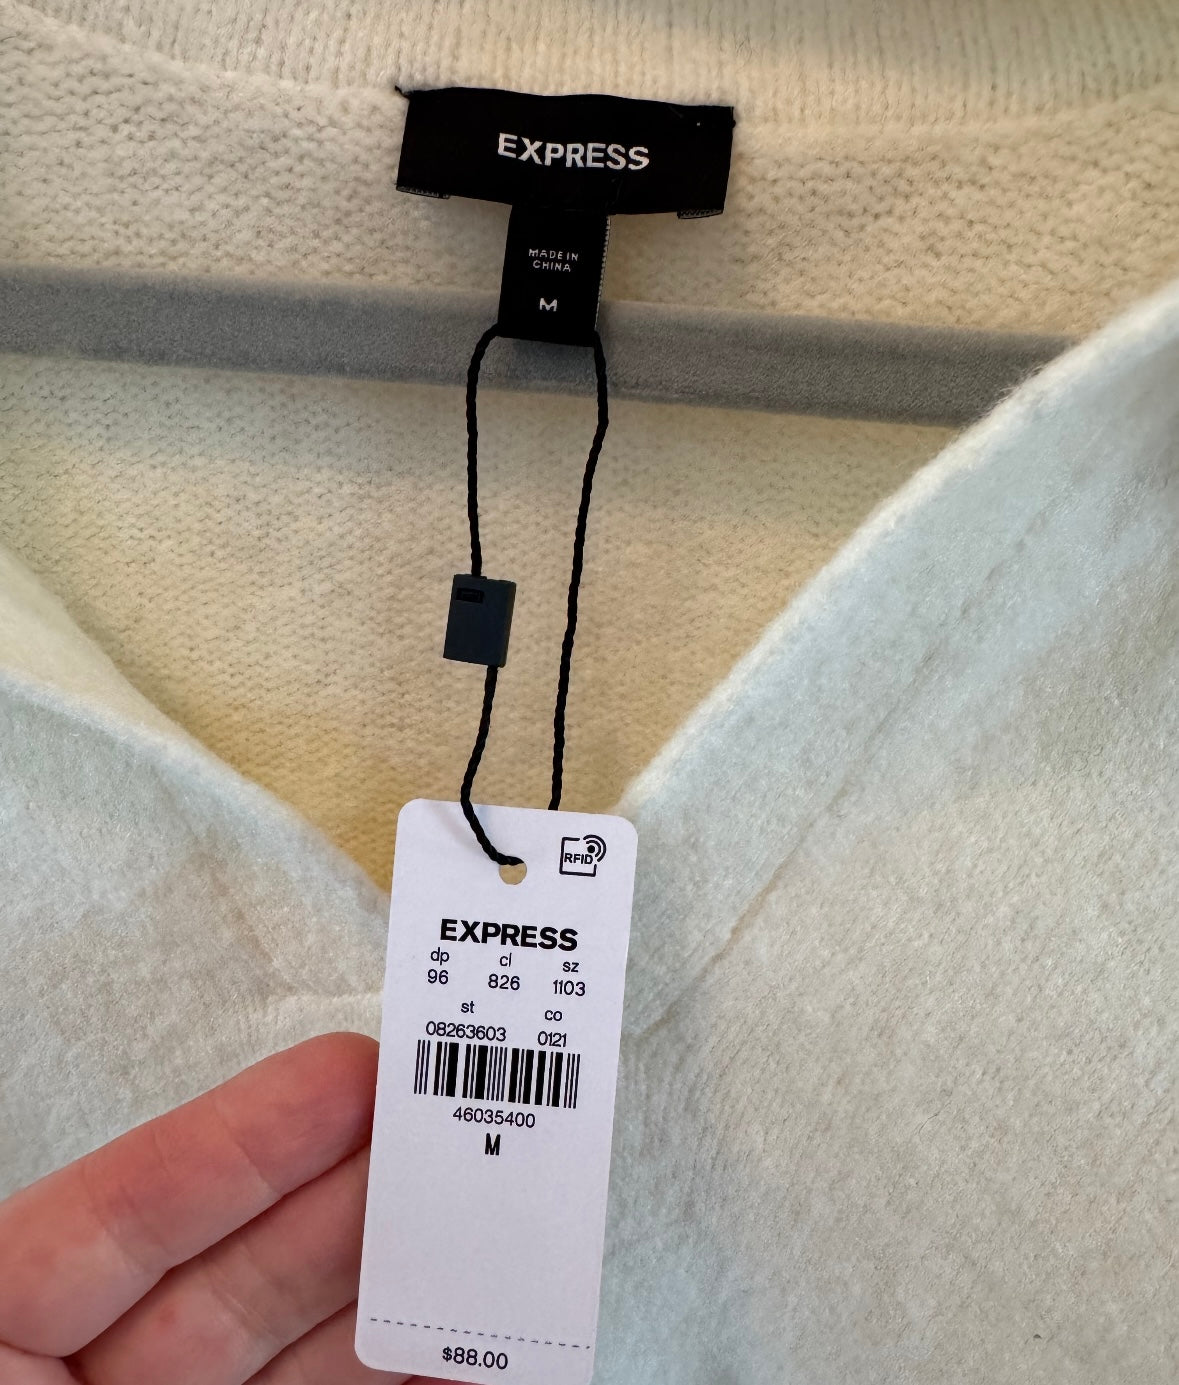 EXPRESS
MADE IN
CHINA
M
RFID
EXPRESS
dp cl sz
96 826 1103
st co
08263603 0121
46035400
M
$88.00